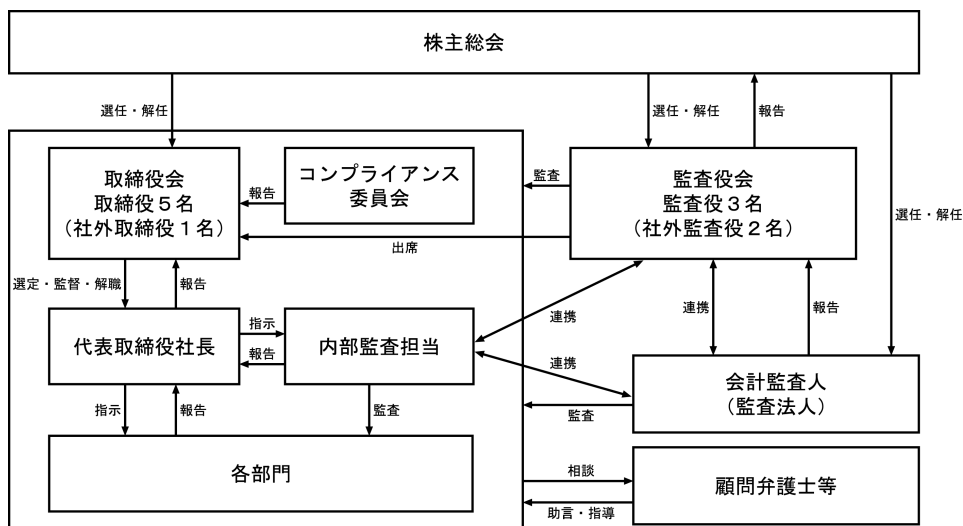 株主総会
選任・解任
選任・解任
報告
選任・解任
取締役会
取締役５名
（社外取締役１名）
報告
コンプライアンス
委員会
監査
監査役会
監査役３名
（社外監査役２名）
出席
選定・監督・解職
報告
連携
連携
報告
代表取締役社長
指示
報告
内部監査担当
連携
会計監査人
（監査法人）
監査
指示
報告
監査
各部門
相談
助言・指導
顧問弁護士等